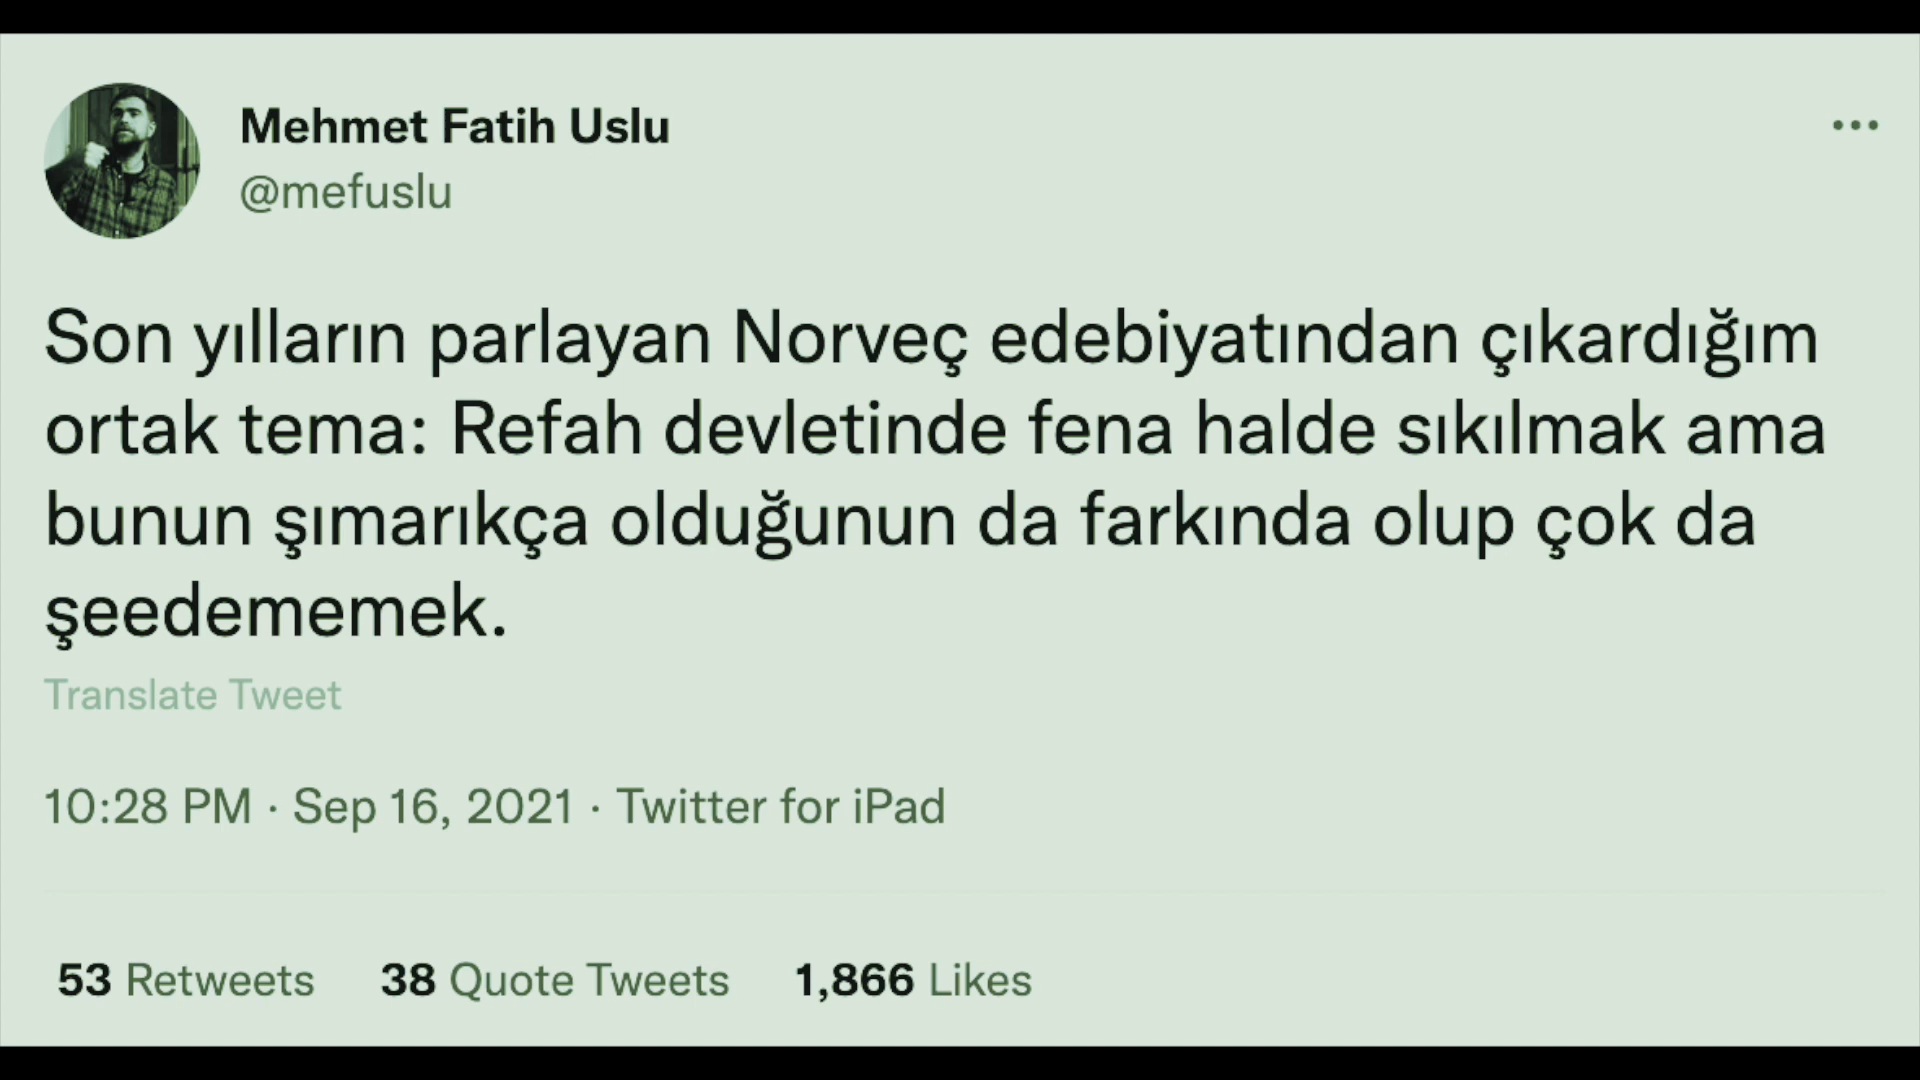 Mehmet Fatih Uslu
@mefuslu
Son yılların parlayan Norveç edebiyatından çıkardığım
ortak tema: Refah devletinde fena halde sıkılmak ama
bunun şımarıkça olduğunun da farkında olup çok da
şeedememek.
Translate Tweet
10:28 PM · Sep 16, 2021 · Twitter for iPad
53 Retweets 38 Quote Tweets 1,866 Likes